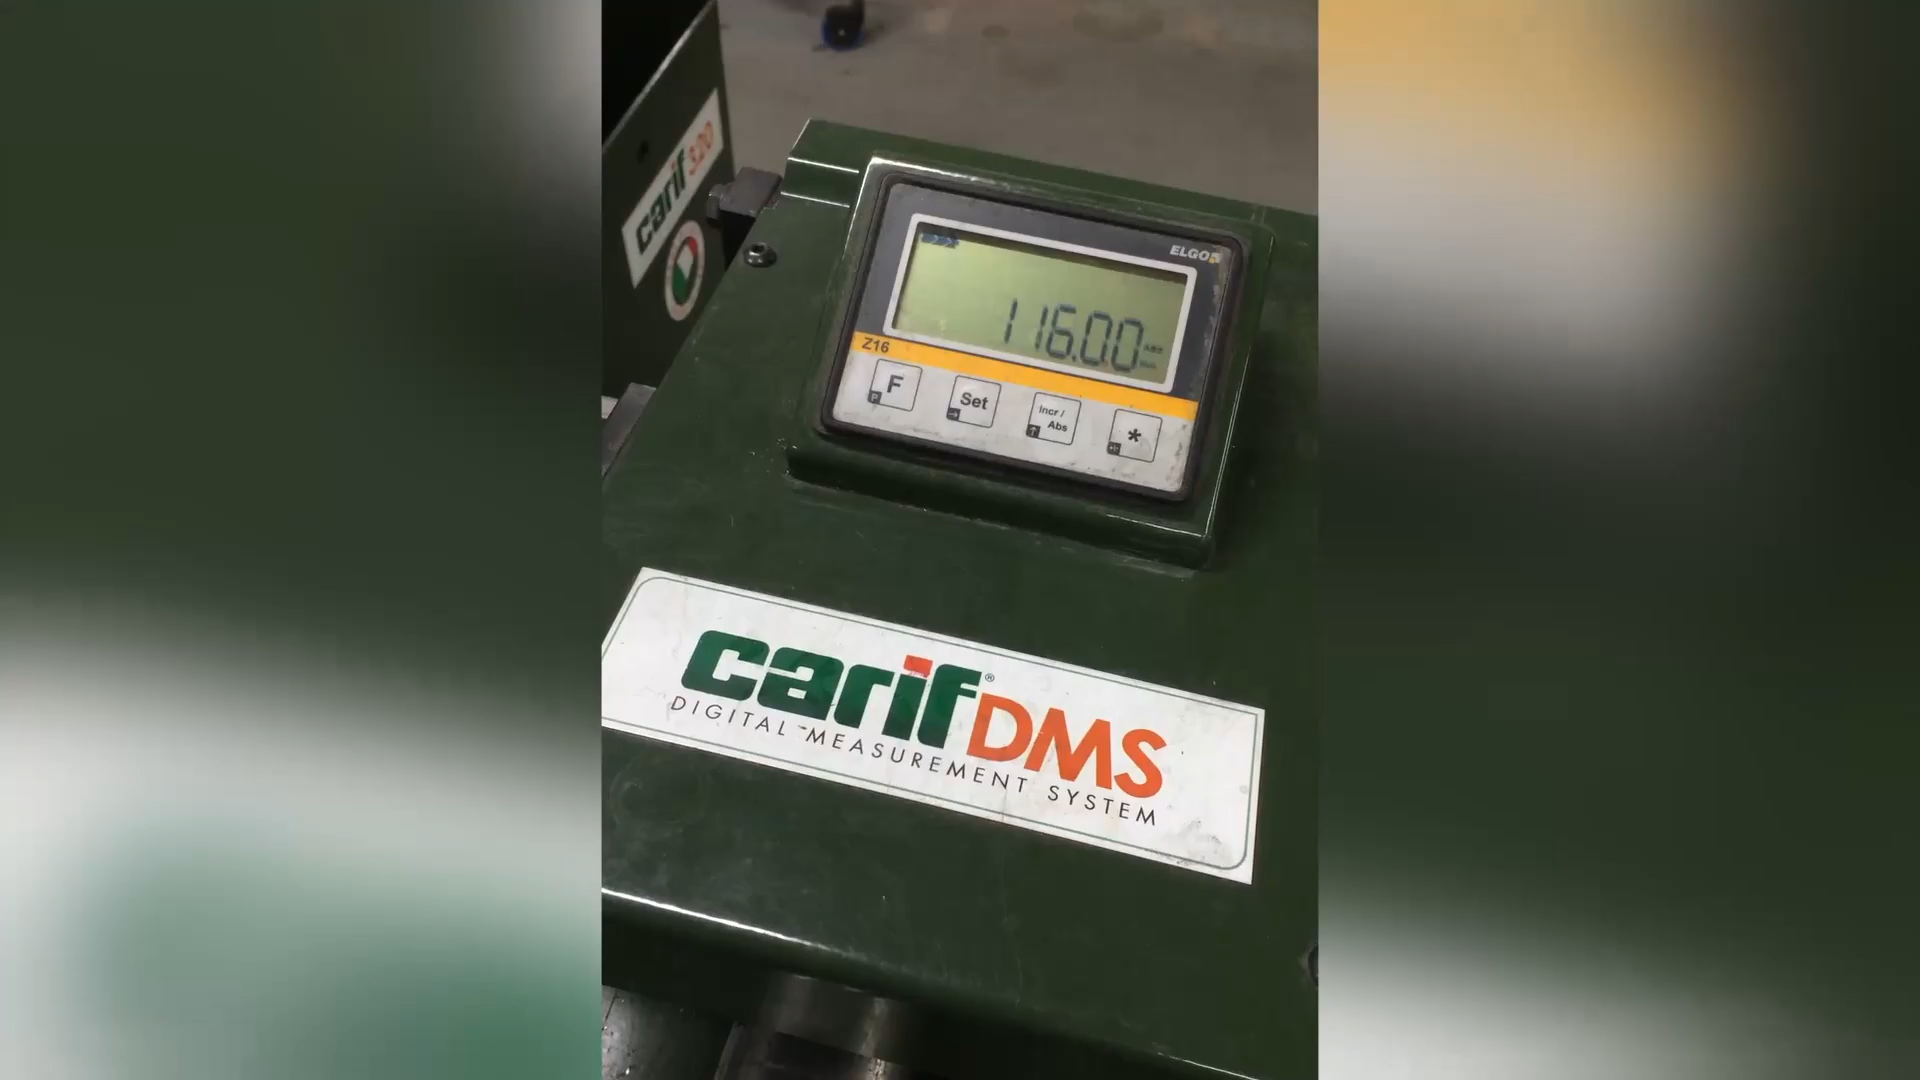 carif 320
ELGO
116.00
Z16
F
P
Set
Incr /
Abs
*
carif® DMS
DIGITAL MEASUREMENT SYSTEM